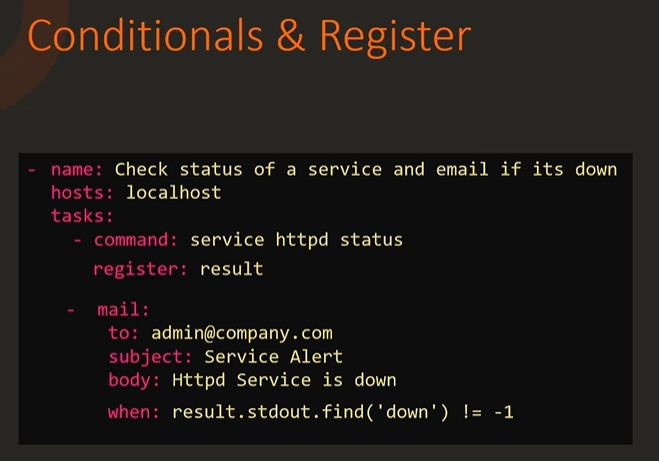 Conditionals & Register
- name: Check status of a service and email if its down
hosts: localhost
tasks:
- command: service httpd status
register: result
- mail:
to: admin@company.com
subject: Service Alert
body: Httpd Service is down
when: result.stdout.find('down') != -1